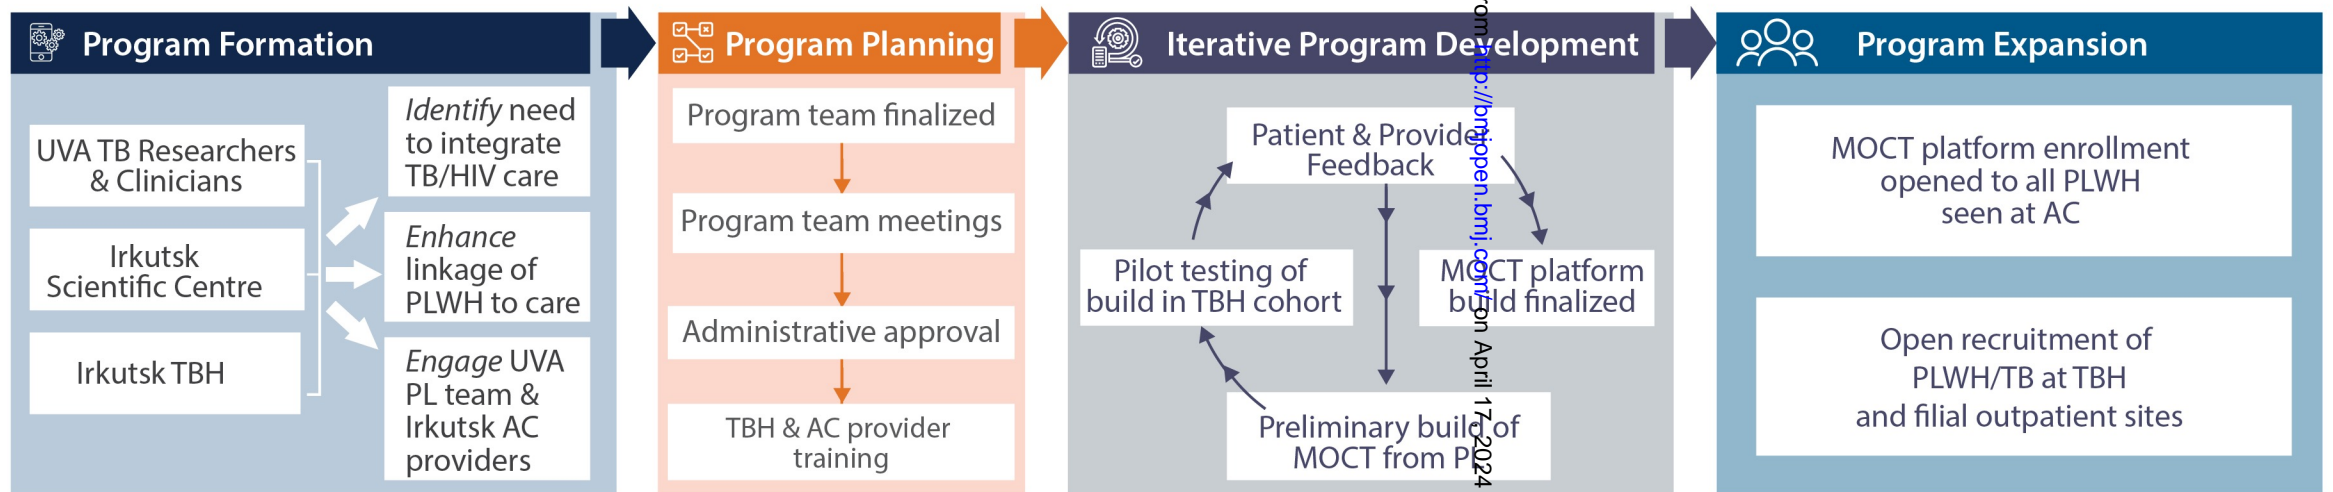 Program Formation
UVA TB Researchers
& Clinicians
Irkutsk
Scientific Centre
Irkutsk TBH
Identify need
to integrate
TB/HIV care
Enhance
linkage of
PLWH to care
Engage UVA
PL team &
Irkutsk AC
providers
Program Planning
Program team finalized
Program team meetings
Administrative approval
TBH & AC provider
training
Iterative Program Development
Patient & Provider
Feedback
Pilot testing of
build in TBH cohort
MOCT platform
build finalized
Preliminary build of
MOCT from PL
rom http://bmjopen.bmj.com/ on April 17, 2024
Program Expansion
MOCT platform enrollment
opened to all PLWH
seen at AC
Open recruitment of
PLWH/TB at TBH
and filial outpatient sites